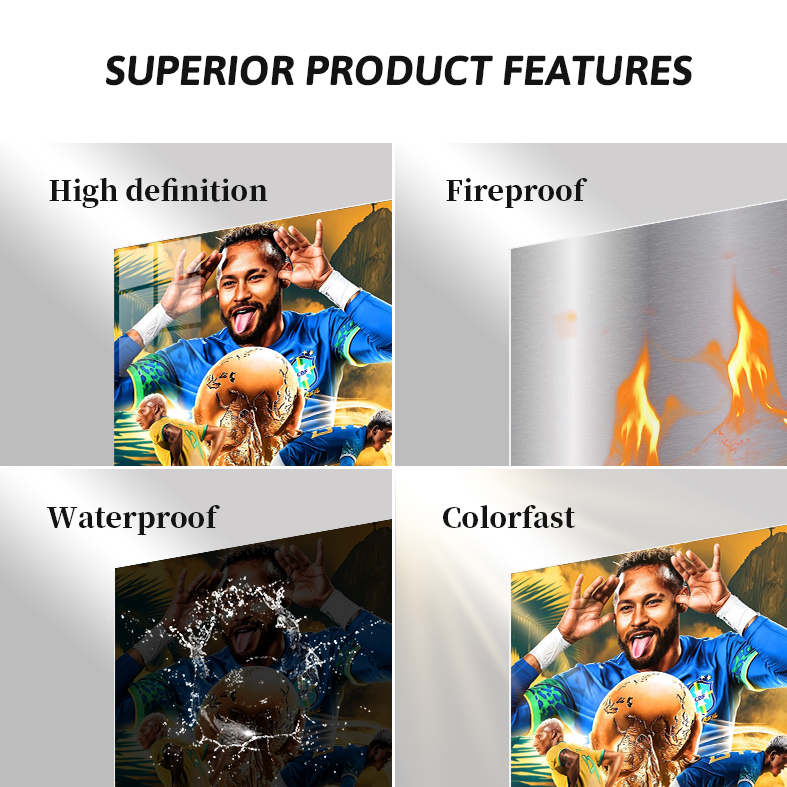 SUPERIOR PRODUCT FEATURES
High definition
Fireproof
Waterproof
Colorfast